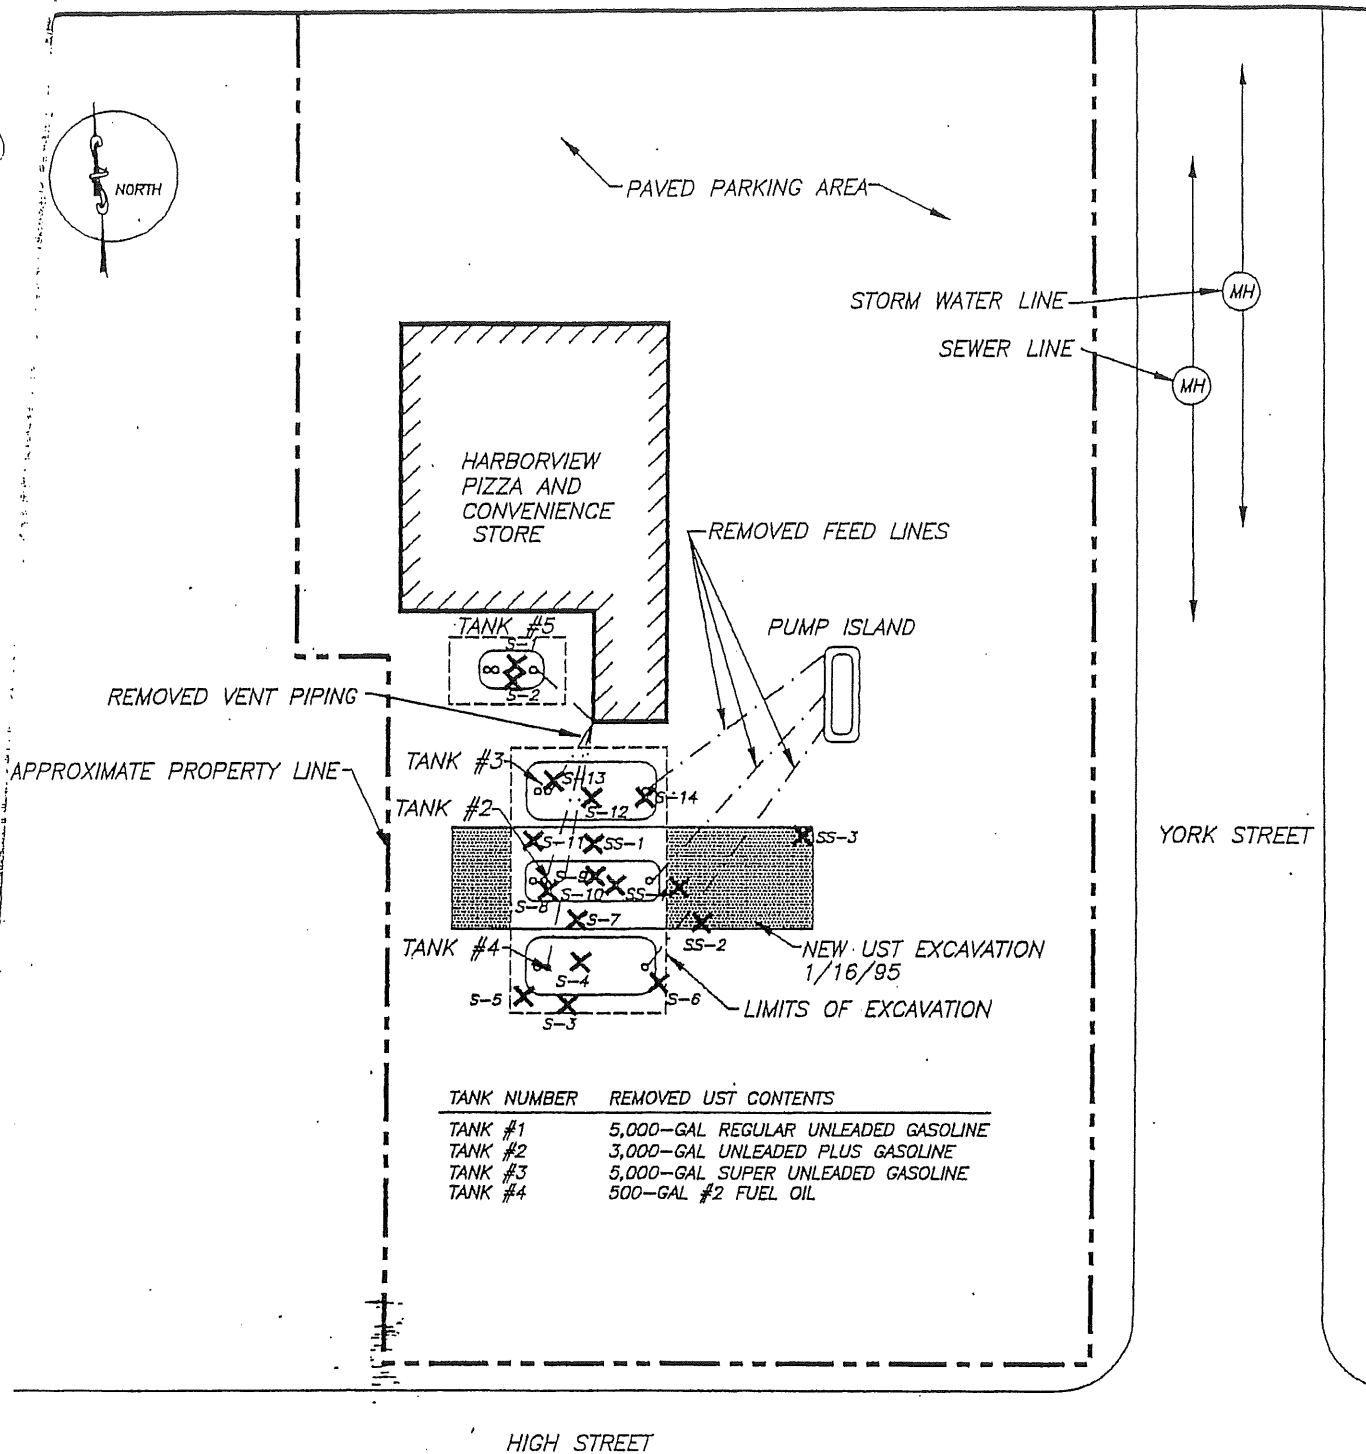 NORTH
PAVED PARKING AREA
STORM WATER LINE
MH
SEWER LINE
MH
HARBORVIEW
PIZZA AND
CONVENIENCE
STORE
REMOVED FEED LINES
TANK #5
S-1
S-2
PUMP ISLAND
REMOVED VENT PIPING
TANK #3
S-13
S-12
S-14
APPROXIMATE PROPERTY LINE
TANK #2
S-11
SS-1
SS-3
YORK STREET
S-9
S-10
S-8
S-7
SS-2
TANK #4
S-4
NEW UST EXCAVATION
1/16/95
S-5
S-6
S-3
LIMITS OF EXCAVATION
TANK NUMBER REMOVED UST CONTENTS
TANK #1 5,000-GAL REGULAR UNLEADED GASOLINE
TANK #2 3,000-GAL UNLEADED PLUS GASOLINE
TANK #3 5,000-GAL SUPER UNLEADED GASOLINE
TANK #4 500-GAL #2 FUEL OIL
HIGH STREET